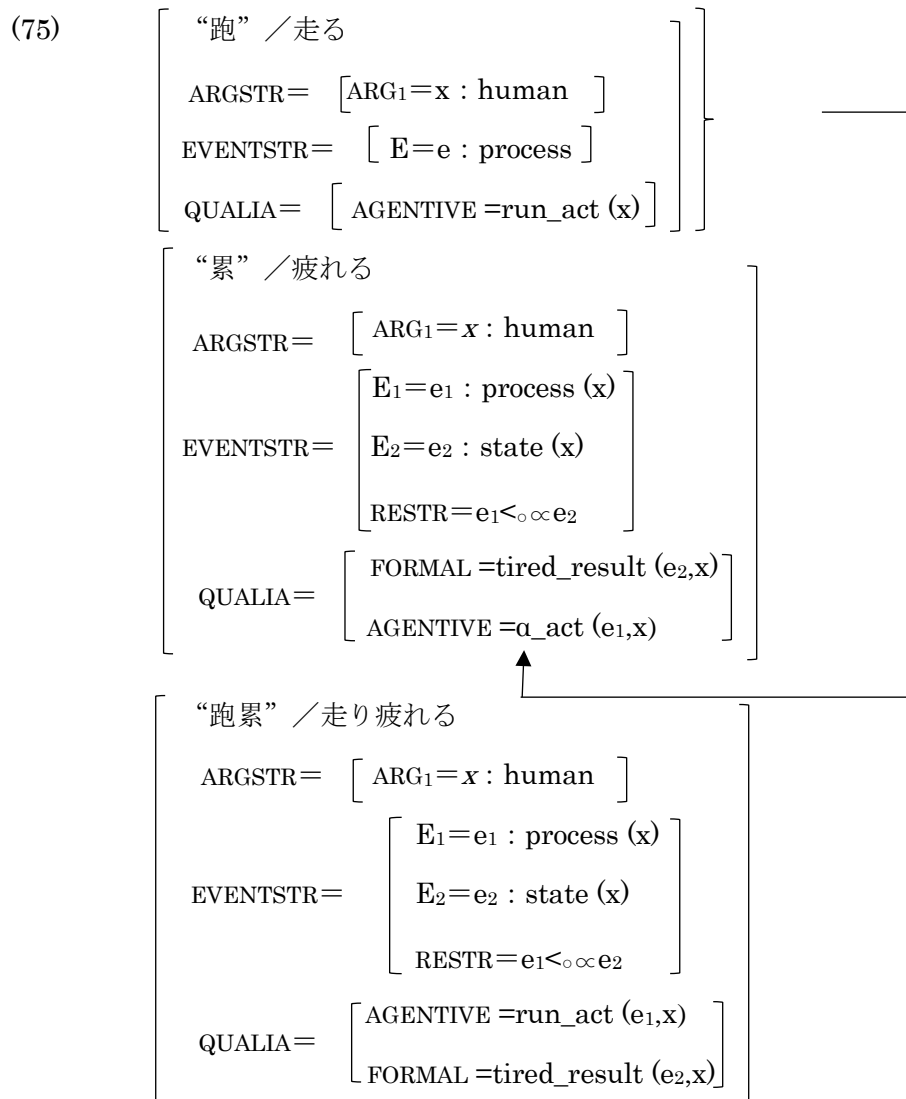 (75)
“跑” ／走る
ARGSTR＝ [ARG₁＝x : human ]
EVENTSTR＝ [ E＝e : process ]
QUALIA＝ [ AGENTIVE =run_act (x) ]
“累” ／疲れる
ARGSTR＝ [ ARG₁＝x : human ]
E₁＝e₁ : process (x)
EVENTSTR＝ E₂＝e₂ : state (x)
RESTR＝e₁<∘∝e₂
FORMAL =tired_result (e₂,x)
QUALIA＝
AGENTIVE =α_act (e₁,x)
“跑累” ／走り疲れる
ARGSTR＝ [ ARG₁＝x : human ]
E₁＝e₁ : process (x)
EVENTSTR＝ E₂＝e₂ : state (x)
RESTR＝e₁<∘∝e₂
AGENTIVE =run_act (e₁,x)
QUALIA＝
FORMAL =tired_result (e₂,x)